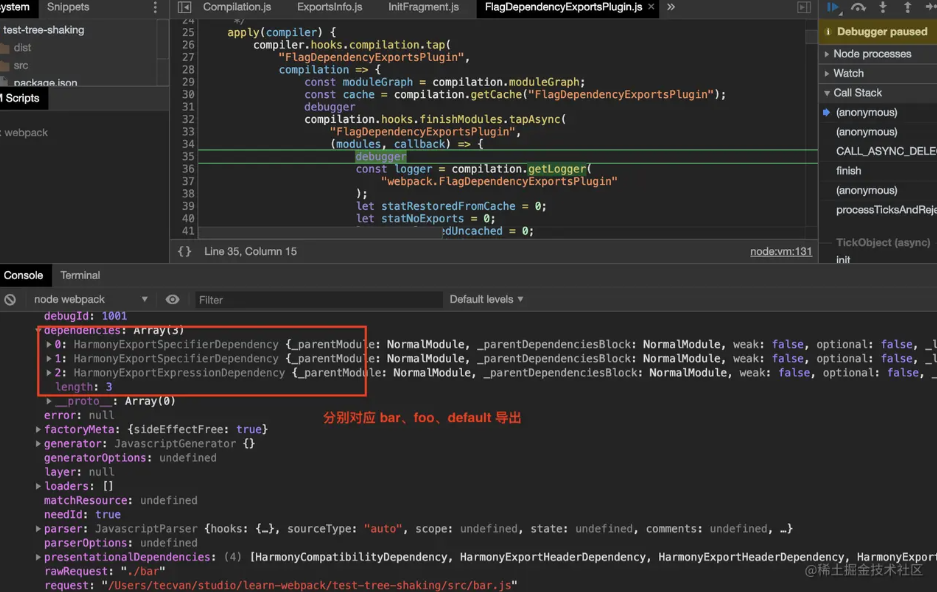 ystem Snippets
Compilation.js ExportsInfo.js InitFragment.js FlagDependencyExportsPlugin.js × »
test-tree-shaking
dist
src
package.json
M Scripts
webpack
24 */
25 apply(compiler) {
26 compiler.hooks.compilation.tap(
27 "FlagDependencyExportsPlugin",
28 compilation => {
29 const moduleGraph = compilation.moduleGraph;
30 const cache = compilation.getCache("FlagDependencyExportsPlugin");
31 debugger
32 compilation.hooks.finishModules.tapAsync(
33 "FlagDependencyExportsPlugin",
34 (modules, callback) => {
35 debugger
36 const logger = compilation.getLogger(
37 "webpack.FlagDependencyExportsPlugin"
38 );
39 let statRestoredFromCache = 0;
40 let statNoExports = 0;
41 edUncached = 0;
{} Line 35, Column 15 node:vm:131
Debugger paused
Node processes
Watch
Call Stack
(anonymous)
(anonymous)
CALL_ASYNC_DELE
finish
(anonymous)
processTicksAndReje
TickObject (async)
init
Console Terminal
node webpack ▼ Filter Default levels ▼
debugId: 1001
dependencies: Array(3)
0: HarmonyExportSpecifierDependency {_parentModule: NormalModule, _parentDependenciesBlock: NormalModule, weak: false, optional: false, _l
1: HarmonyExportSpecifierDependency {_parentModule: NormalModule, _parentDependenciesBlock: NormalModule, weak: false, optional: false, _l
2: HarmonyExportExpressionDependency {_parentModule: NormalModule, _parentDependenciesBlock: NormalModule, weak: false, optional: false, _
length: 3
__proto__: Array(0)
error: null
分别对应 bar、foo、default 导出
factoryMeta: {sideEffectFree: true}
generator: JavascriptGenerator {}
generatorOptions: undefined
layer: null
loaders: []
matchResource: undefined
needId: true
parser: JavascriptParser {hooks: {…}, sourceType: "auto", scope: undefined, state: undefined, comments: undefined, …}
parserOptions: undefined
presentationalDependencies: (4) [HarmonyCompatibilityDependency, HarmonyExportHeaderDependency, HarmonyExportHeaderDependency, HarmonyExport
rawRequest: "./bar"
request: "/Users/tecvan/studio/learn-webpack/test-tree-shaking/src/bar.js"
@稀土掘金技术社区